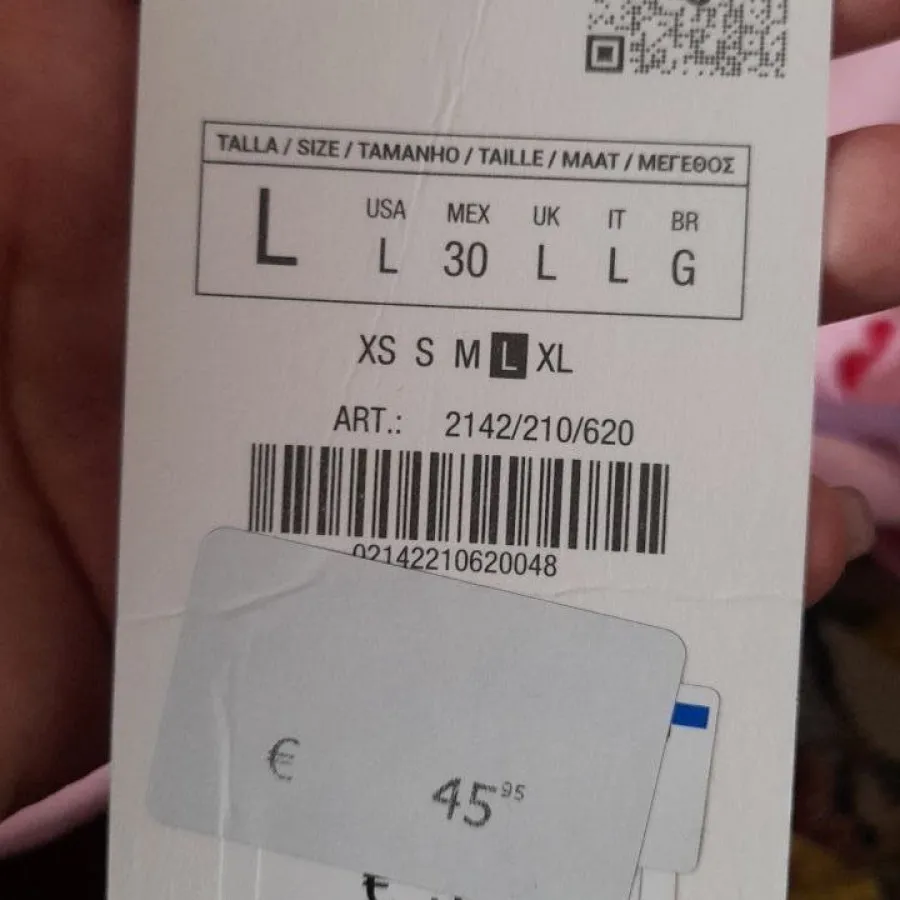 TALLA / SIZE / TAMANHO / TAILLE / MAAT / ΜΕΓΕΘΟΣ
USA MEX UK IT BR
L L 30 L L G
XS S M L XL
ART.: 2142/210/620
02142210620048
€ 45 95
€